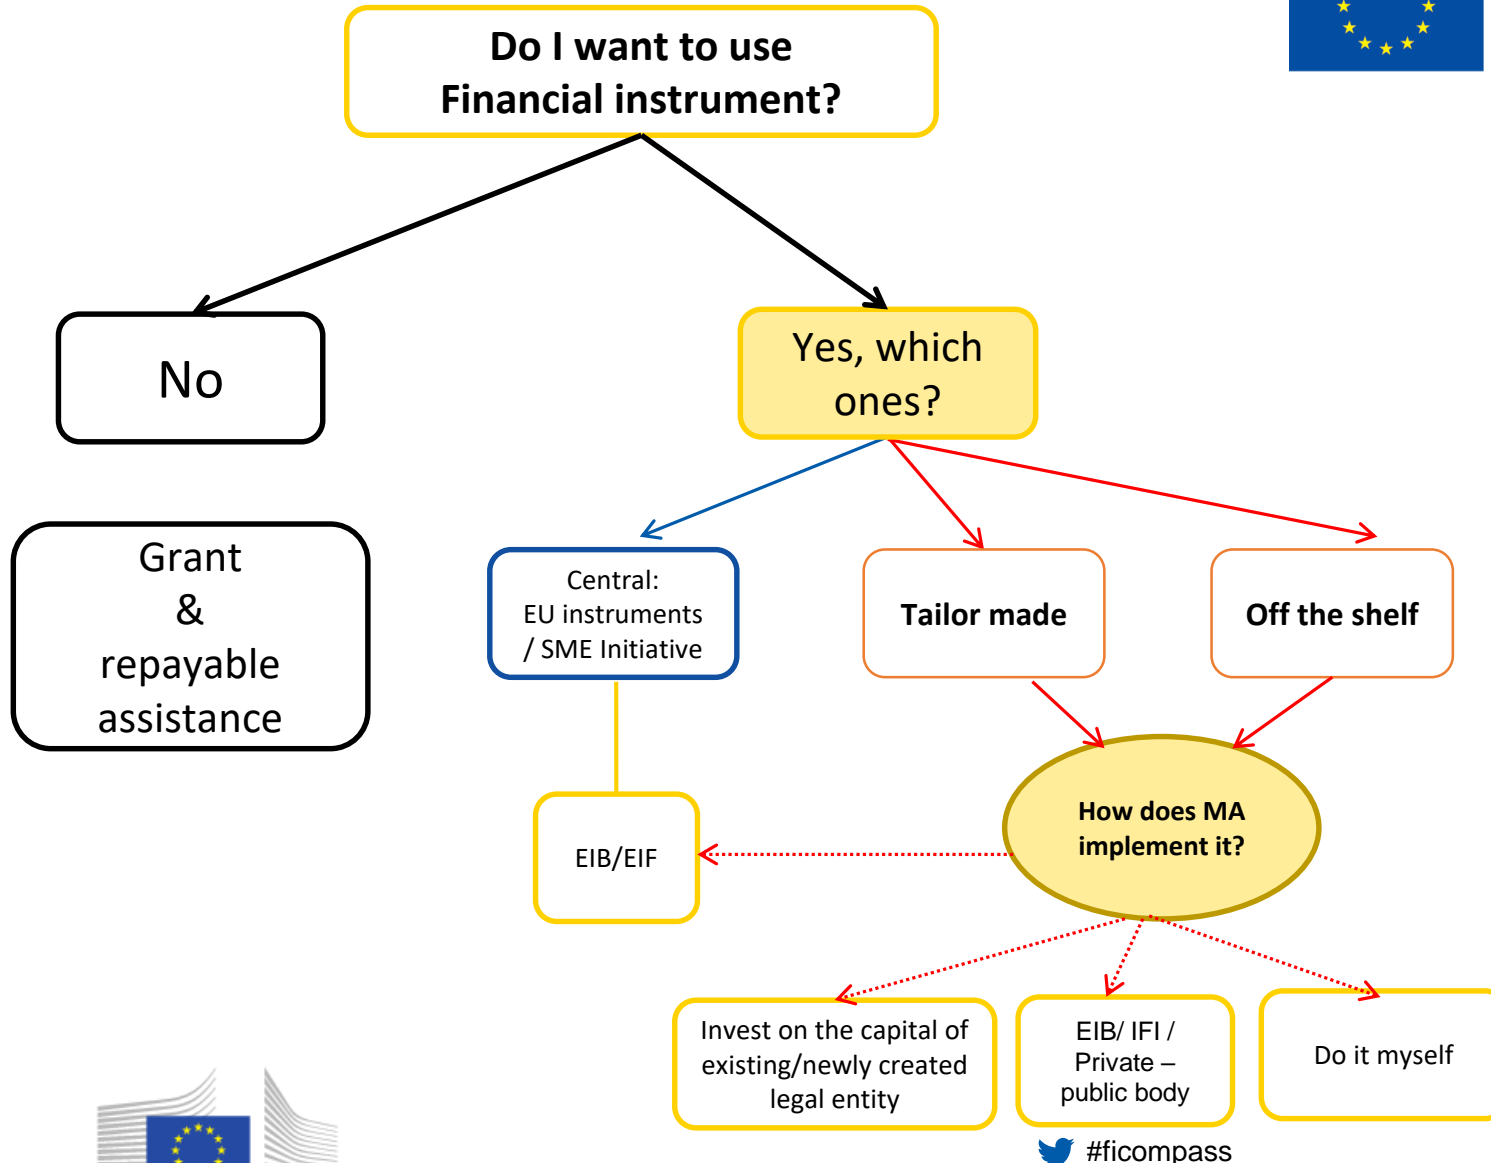 Do I want to use
Financial instrument?
No
Yes, which
ones?
Grant
&
repayable
assistance
Central:
EU instruments
/ SME Initiative
Tailor made
Off the shelf
How does MA
implement it?
EIB/EIF
Invest on the capital of
existing/newly created
legal entity
EIB/ IFI /
Private –
public body
Do it myself
#ficompass